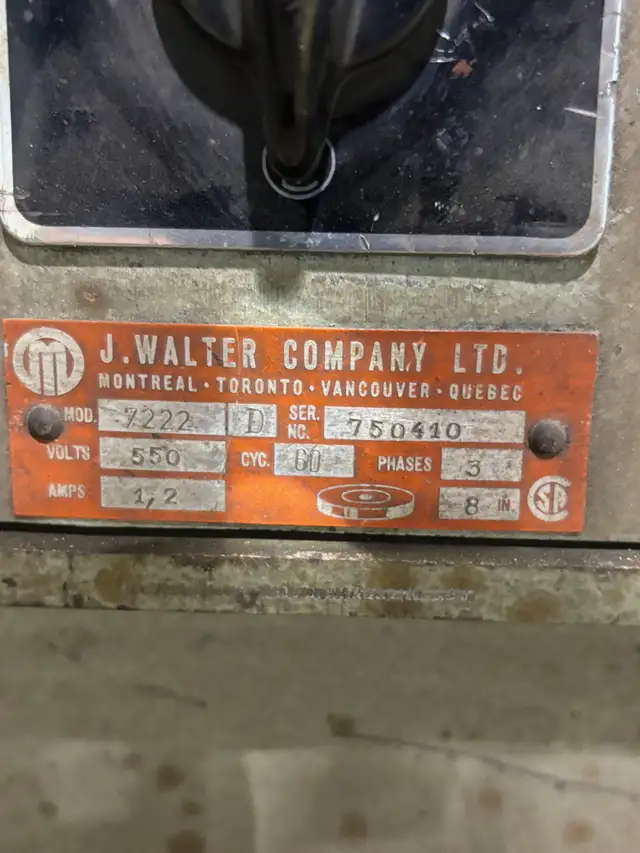 J. WALTER COMPANY LTD.
MONTREAL · TORONTO · VANCOUVER · QUEBEC
MOD. 7222 D SER. NO. 750410
VOLTS 550 CYC. 60 PHASES 3
AMPS 1,2 8 IN. SA